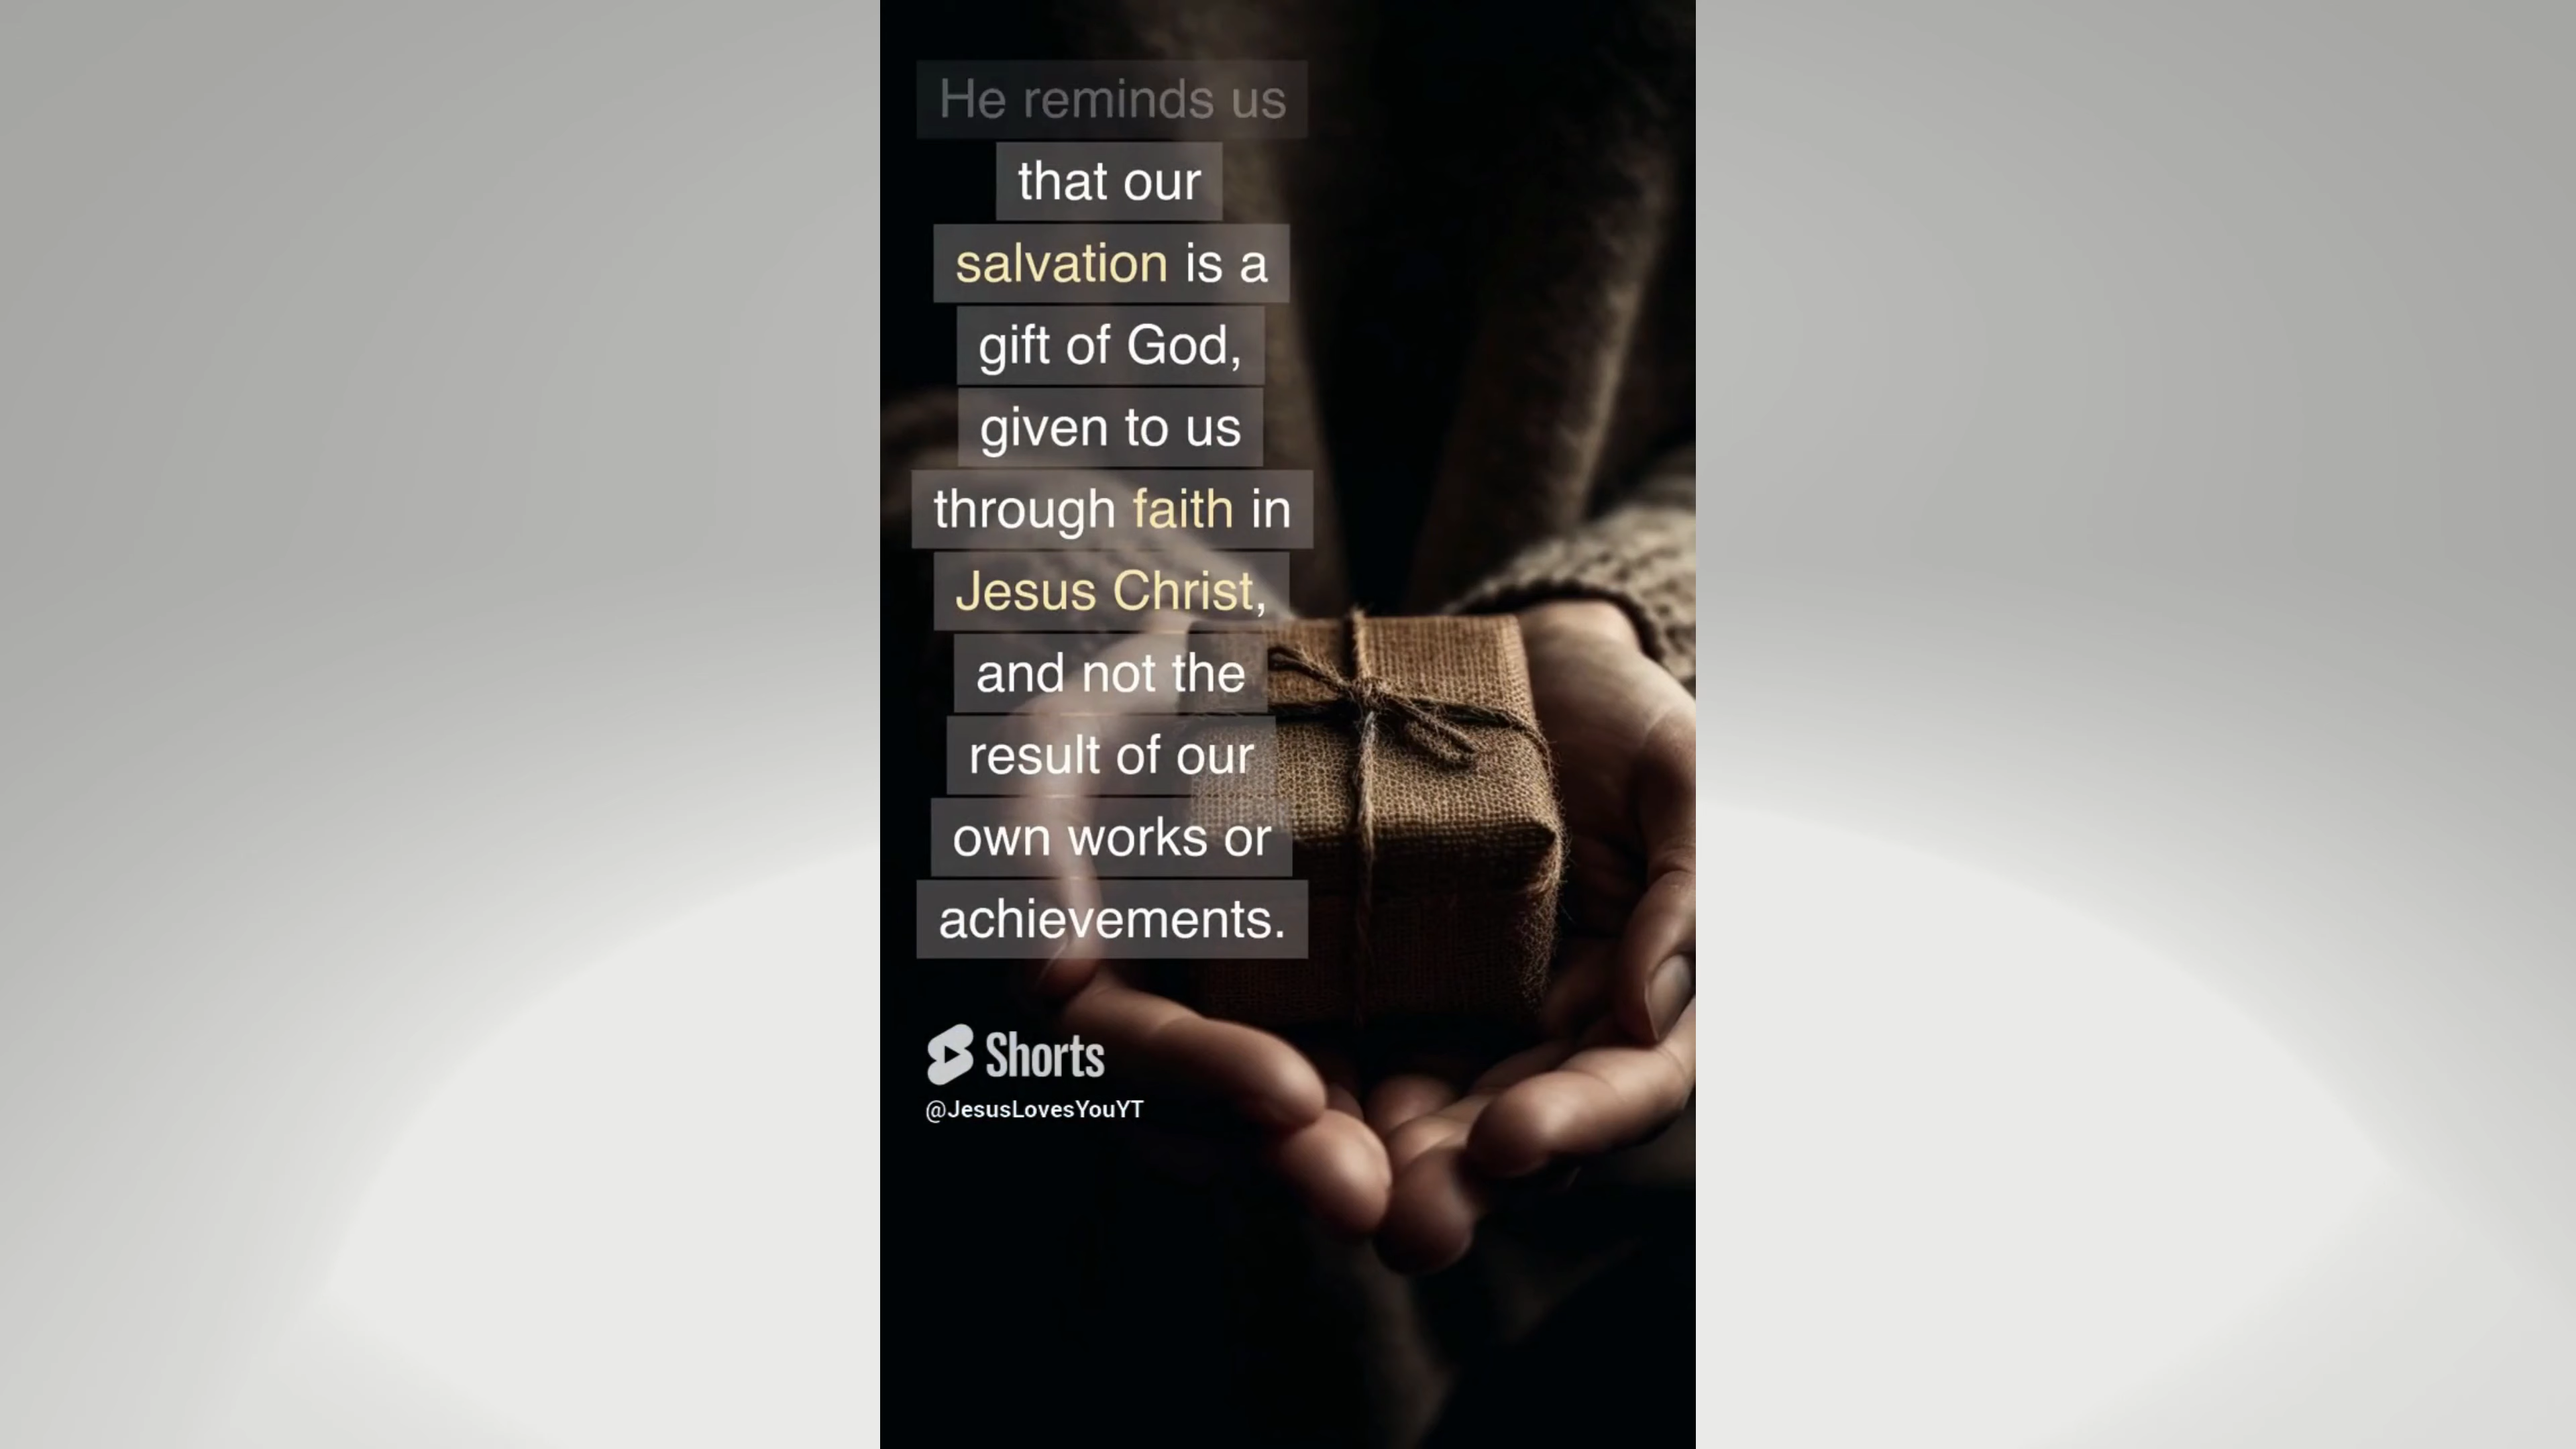 He reminds us
that our
salvation is a
gift of God,
given to us
through faith in
Jesus Christ,
and not the
result of our
own works or
achievements.
Shorts
@JesusLovesYouYT